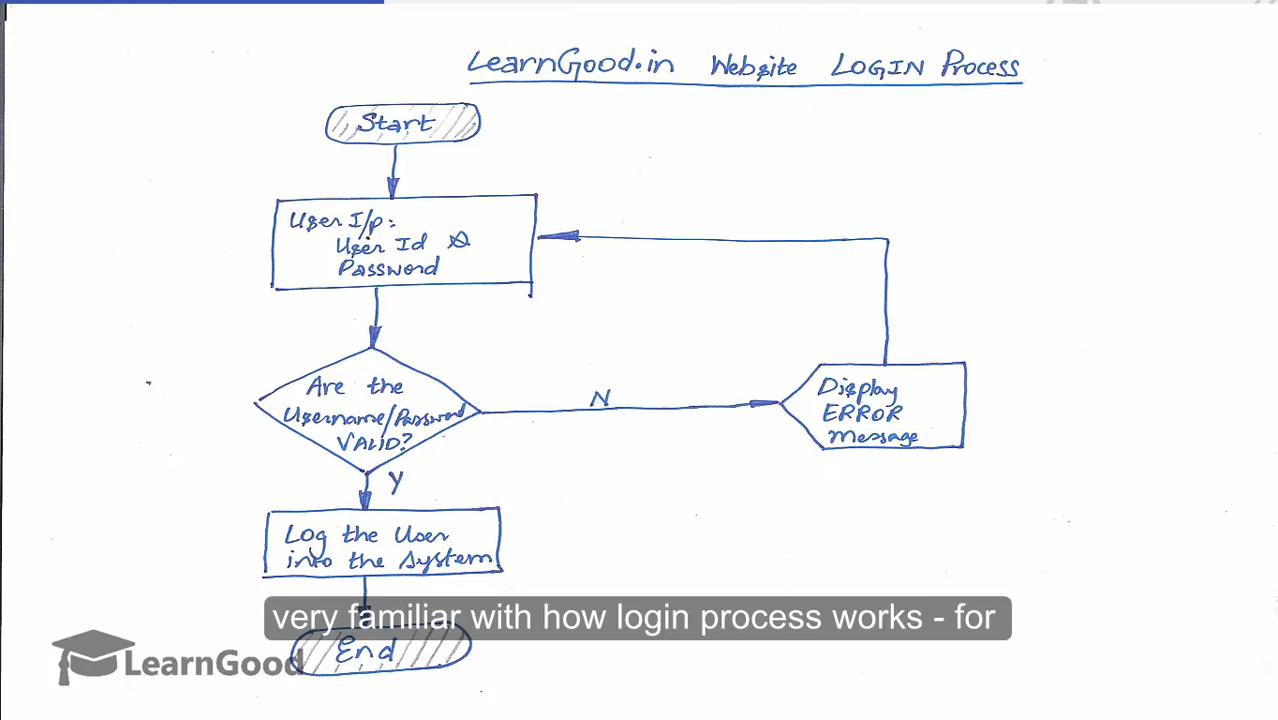 LearnGood.in Website LOGIN Process
Start
User I/p:
User Id &
Password
Are the
Username/Password
VALID?
N
Display
ERROR
Message
Y
Log the User
into the System
very familiar with how login process works - for
End
LearnGood